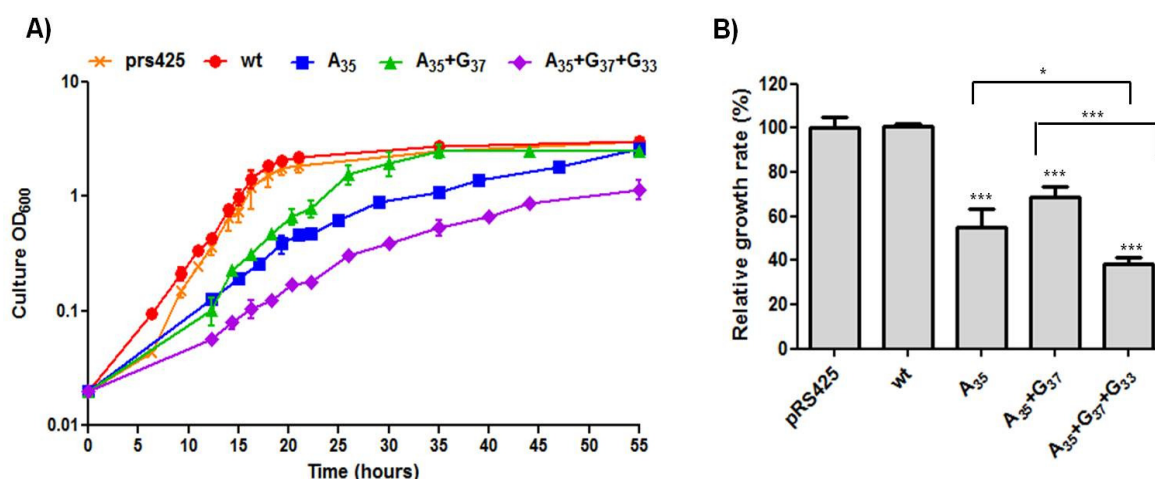 A)
prs425 wt A₃₅ A₃₅+G₃₇ A₃₅+G₃₇+G₃₃
10
1
0.1
0.01
Culture OD₆₀₀
0 5 10 15 20 25 30 35 40 45 50 55
Time (hours)
B)
120
100
80
60
40
20
0
Relative growth rate (%)
*
***
***
***
***
pRS425
wt
A₃₅
A₃₅+G₃₇
A₃₅+G₃₇+G₃₃